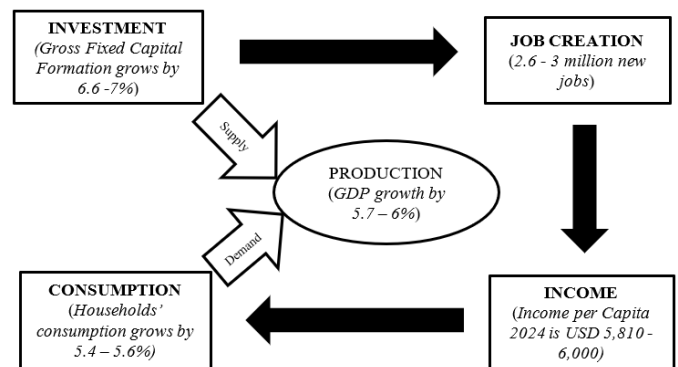 INVESTMENT
(Gross Fixed Capital
Formation grows by
6.6 -7%)
JOB CREATION
(2.6 - 3 million new
jobs)
Supply
PRODUCTION
(GDP growth by
5.7 – 6%)
Demand
CONSUMPTION
(Households’
consumption grows by
5.4 – 5.6%)
INCOME
(Income per Capita
2024 is USD 5,810 -
6,000)